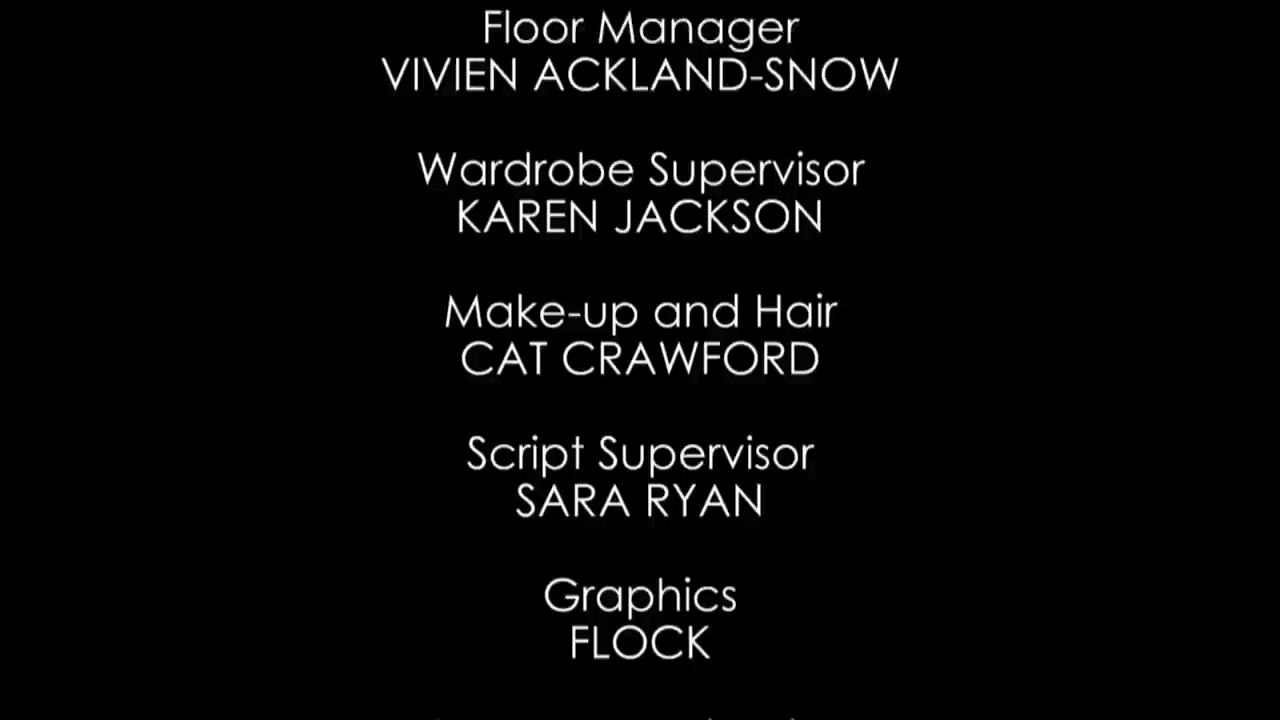 Floor Manager
VIVIEN ACKLAND-SNOW
Wardrobe Supervisor
KAREN JACKSON
Make-up and Hair
CAT CRAWFORD
Script Supervisor
SARA RYAN
Graphics
FLOCK